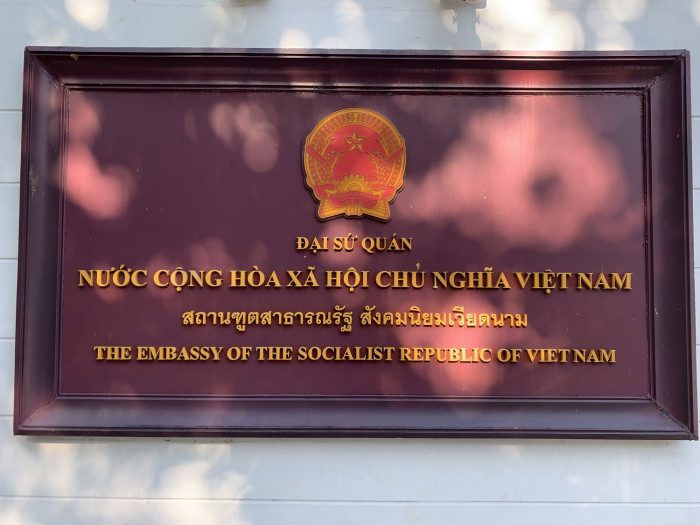 ĐẠI SỨ QUÁN
NƯỚC CỘNG HÒA XÃ HỘI CHỦ NGHĨA VIỆT NAM
สถานฑูตสาธารณรัฐ สังคมนิยมเวียดนาม
THE EMBASSY OF THE SOCIALIST REPUBLIC OF VIET NAM